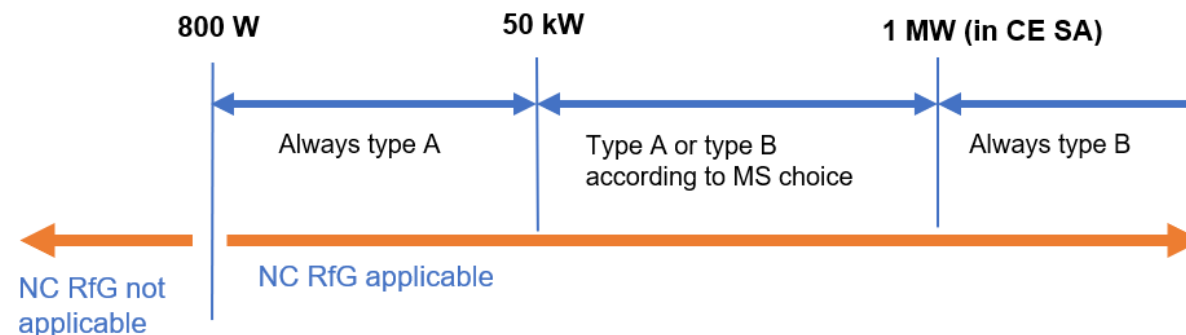 800 W
50 kW
1 MW (in CE SA)
Always type A
Type A or type B
according to MS choice
Always type B
NC RfG not
applicable
NC RfG applicable